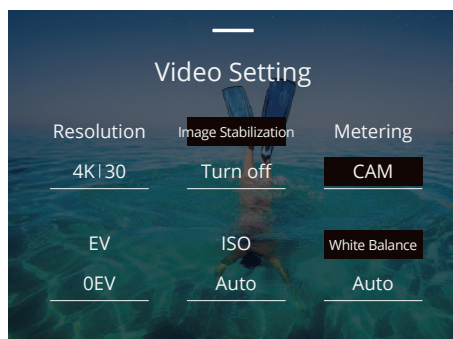 Video Setting
Resolution Image Stabilization Metering
4K|30 Turn off CAM
EV ISO White Balance
0EV Auto Auto